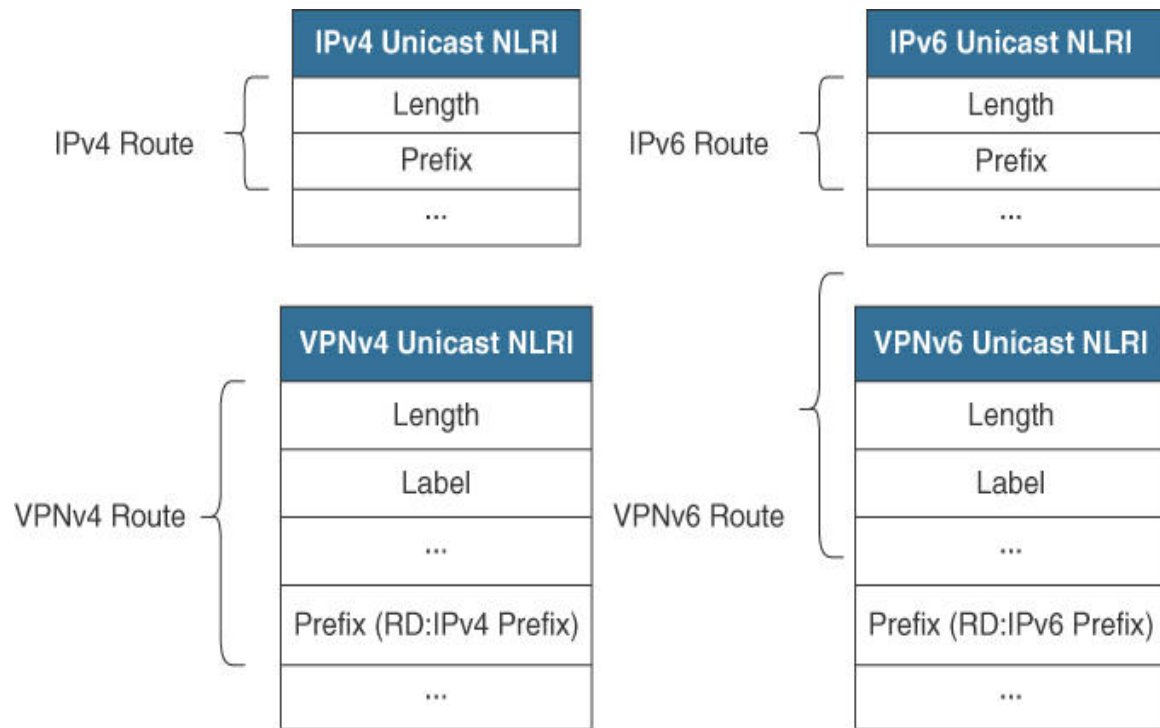 IPv4 Unicast NLRI
IPv4 Route
Length
Prefix
...
IPv6 Unicast NLRI
IPv6 Route
Length
Prefix
...
VPNv4 Unicast NLRI
VPNv4 Route
Length
Label
...
Prefix (RD:IPv4 Prefix)
...
VPNv6 Unicast NLRI
VPNv6 Route
Length
Label
...
Prefix (RD:IPv6 Prefix)
...